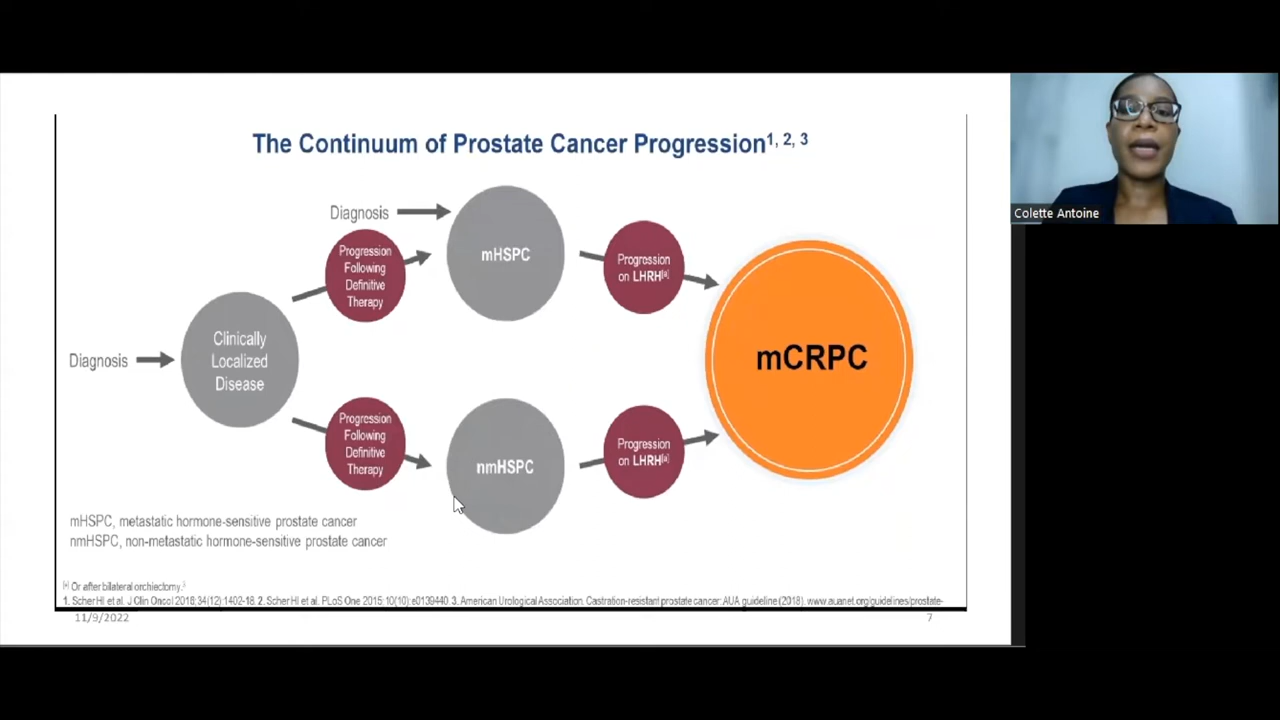 The Continuum of Prostate Cancer Progression1, 2, 3
Diagnosis
Progression
Following
Definitive
Therapy
mHSPC
Progression
on LHRH[a]
Clinically
Localized
Disease
Diagnosis
mCRPC
Progression
Following
Definitive
Therapy
nmHSPC
Progression
on LHRH[a]
mHSPC, metastatic hormone-sensitive prostate cancer
nmHSPC, non-metastatic hormone-sensitive prostate cancer
[a] Or after bilateral orchiectomy.3
1. Scher HI et al. J Clin Oncol 2016;34(12):1402-18. 2. Scher HI et al. PLoS One 2015;10(10):e0139440. 3. American Urological Association. Castration-resistant prostate cancer: AUA guideline (2018). www.auanet.org/guidelines/prostate-
11/9/2022
7
Colette Antoine